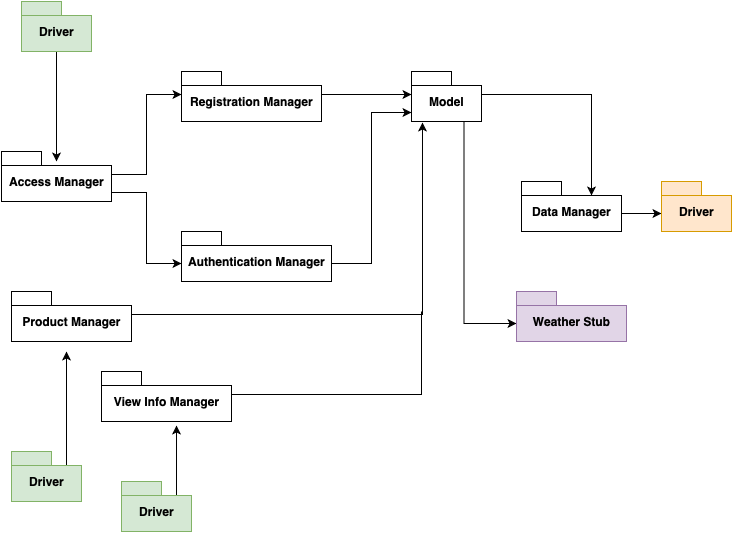 Driver
Registration Manager
Model
Access Manager
Data Manager
Driver
Authentication Manager
Product Manager
Weather Stub
View Info Manager
Driver
Driver